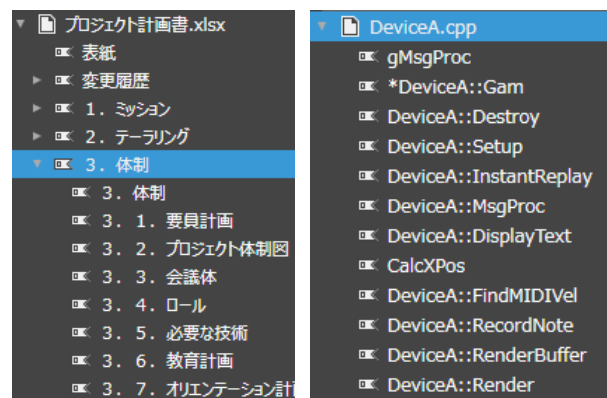 プロジェクト計画書.xlsx
表紙
変更履歴
1. ミッション
2. テーラリング
3. 体制
3. 体制
3. 1. 要員計画
3. 2. プロジェクト体制図
3. 3. 会議体
3. 4. ロール
3. 5. 必要な技術
3. 6. 教育計画
3. 7. オリエンテーション計
DeviceA.cpp
gMsgProc
*DeviceA::Gam
DeviceA::Destroy
DeviceA::Setup
DeviceA::InstantReplay
DeviceA::MsgProc
DeviceA::DisplayText
CalcXPos
DeviceA::FindMIDIVel
DeviceA::RecordNote
DeviceA::RenderBuffer
DeviceA::Render